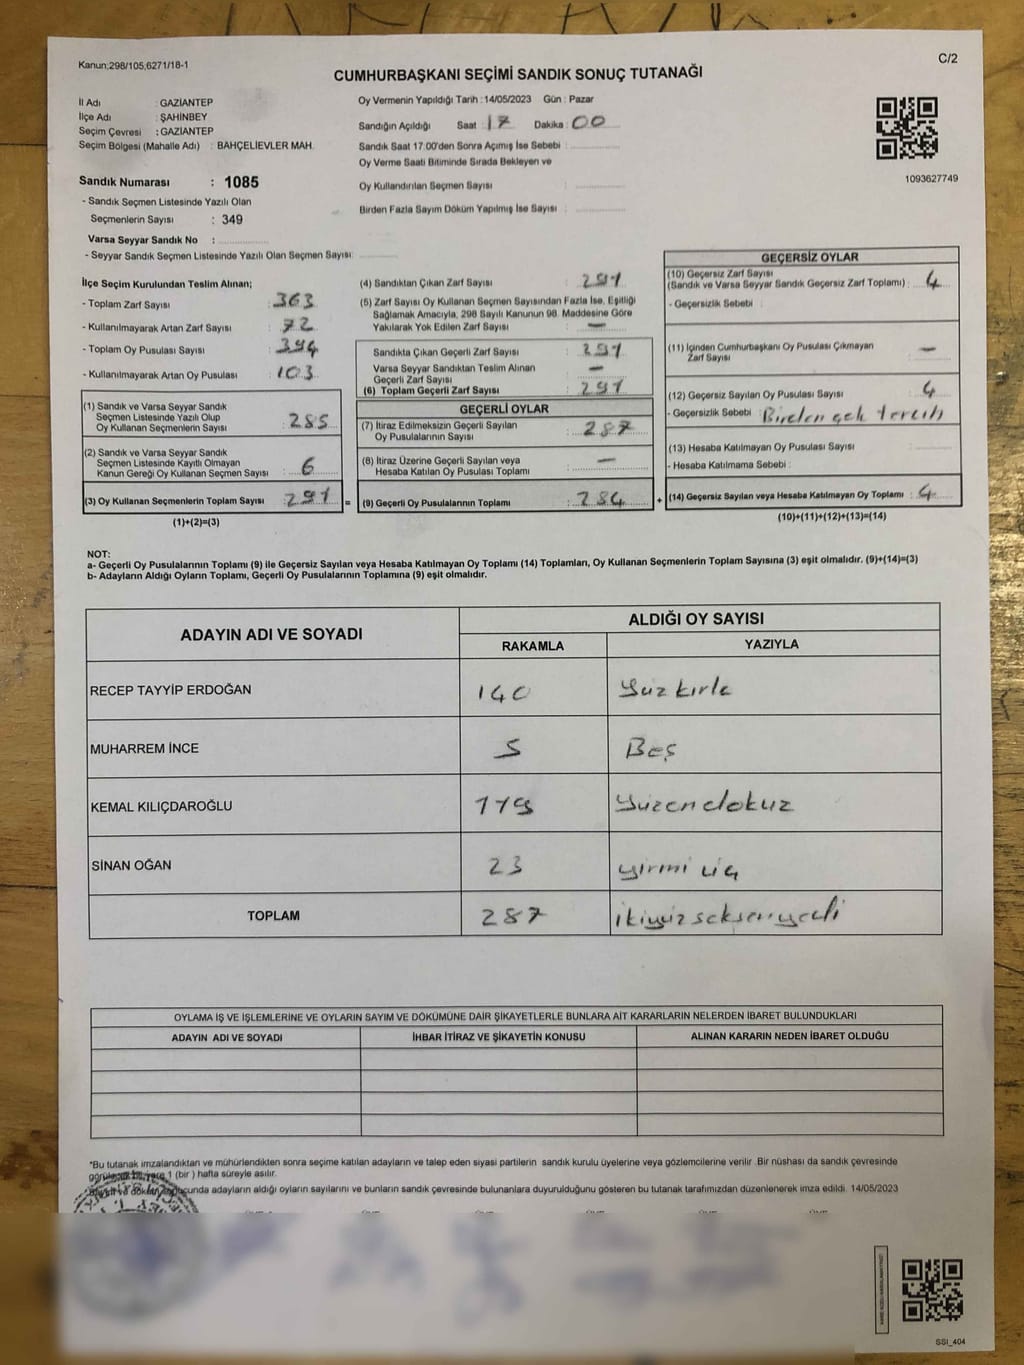 Kanun;298/105,6271/18-1
C/2
CUMHURBAŞKANI SEÇİMİ SANDIK SONUÇ TUTANAĞI
İl Adı : GAZİANTEP
İlçe Adı : ŞAHİNBEY
Seçim Çevresi : GAZİANTEP
Seçim Bölgesi (Mahalle Adı) : BAHÇELİEVLER MAH.
Sandık Numarası : 1085
- Sandık Seçmen Listesinde Yazılı Olan
Seçmenlerin Sayısı : 349
Varsa Seyyar Sandık No :
- Seyyar Sandık Seçmen Listesinde Yazılı Olan Seçmen Sayısı:
Oy Vermenin Yapıldığı Tarih :14/05/2023 Gün : Pazar
Sandığın Açıldığı Saat : 17 Dakika : 00
Sandık Saat 17:00'den Sonra Açımış İse Sebebi :
Oy Verme Saati Bitiminde Sırada Bekleyen ve
Oy Kullandırılan Seçmen Sayısı :
Birden Fazla Sayım Döküm Yapılmış İse Sayısı :
1093627749
İlçe Seçim Kurulundan Teslim Alınan;
- Toplam Zarf Sayısı : 363
- Kullanılmayarak Artan Zarf Sayısı : 72
- Toplam Oy Pusulası Sayısı : 394
- Kullanılmayarak Artan Oy Pusulası : 103
(1) Sandık ve Varsa Seyyar Sandık
Seçmen Listesinde Yazılı Olup
Oy Kullanan Seçmenlerin Sayısı : 285
(2) Sandık ve Varsa Seyyar Sandık
Seçmen Listesinde Kayıtlı Olmayan
Kanun Gereği Oy Kullanan Seçmen Sayısı : 6
(3) Oy Kullanan Seçmenlerin Toplam Sayısı : 291 =
(1)+(2)=(3)
(4) Sandıktan Çıkan Zarf Sayısı : 291
(5) Zarf Sayısı Oy Kullanan Seçmen Sayısından Fazla İse, Eşitliği
Sağlamak Amacıyla, 298 Sayılı Kanunun 98. Maddesine Göre
Yakılarak Yok Edilen Zarf Sayısı : —
Sandıkta Çıkan Geçerli Zarf Sayısı : 291
Varsa Seyyar Sandıktan Teslim Alınan
Geçerli Zarf Sayısı : —
(6) Toplam Geçerli Zarf Sayısı : 291
GEÇERLİ OYLAR
(7) İtiraz Edilmeksizin Geçerli Sayılan
Oy Pusulalarının Sayısı : 287
(8) İtiraz Üzerine Geçerli Sayılan veya
Hesaba Katılan Oy Pusulası Toplamı : —
(9) Geçerli Oy Pusulalarının Toplamı : 284 +
GEÇERSİZ OYLAR
(10) Geçersiz Zarf Sayısı
(Sandık ve Varsa Seyyar Sandık Geçersiz Zarf Toplamı) : 4
- Geçersizlik Sebebi :
(11) İçinden Cumhurbaşkanı Oy Pusulası Çıkmayan
Zarf Sayısı : —
(12) Geçersiz Sayılan Oy Pusulası Sayısı : 4
- Geçersizlik Sebebi : Birden çok tercih
(13) Hesaba Katılmayan Oy Pusulası Sayısı :
- Hesaba Katılmama Sebebi :
(14) Geçersiz Sayılan veya Hesaba Katılmayan Oy Toplamı : 4
(10)+(11)+(12)+(13)=(14)
NOT:
a- Geçerli Oy Pusulalarının Toplamı (9) ile Geçersiz Sayılan veya Hesaba Katılmayan Oy Toplamı (14) Toplamları, Oy Kullanan Seçmenlerin Toplam Sayısına (3) eşit olmalıdır. (9)+(14)=(3)
b- Adayların Aldığı Oyların Toplamı, Geçerli Oy Pusulalarının Toplamına (9) eşit olmalıdır.
ADAYIN ADI VE SOYADI
ALDIĞI OY SAYISI
RAKAMLA YAZIYLA
RECEP TAYYİP ERDOĞAN 140 Yüz kırk
MUHARREM İNCE 5 Beş
KEMAL KILIÇDAROĞLU 119 Yüzondokuz
SİNAN OĞAN 23 yirmi üç
TOPLAM 287 ikiyüzseksenyedi
OYLAMA İŞ VE İŞLEMLERİNE VE OYLARIN SAYIM VE DÖKÜMÜNE DAİR ŞİKAYETLERLE BUNLARA AİT KARARLARIN NELERDEN İBARET BULUNDUKLARI
ADAYIN ADI VE SOYADI İHBAR İTİRAZ VE ŞİKAYETİN KONUSU ALINAN KARARIN NEDEN İBARET OLDUĞU
*Bu tutanak imzalandıktan ve mühürlendikten sonra seçime katılan adayların ve talep eden siyasi partilerin sandık kurulu üyelerine veya gözlemcilerine verilir .Bir nüshası da sandık çevresinde
1 (bir ) hafta süreyle asılır.
adayların aldığı oyların sayılarını ve bunların sandık çevresinde bulunanlara duyurulduğunu gösteren bu tutanak tarafımızdan düzenlenerek imza edildi. 14/05/2023
SSI_404